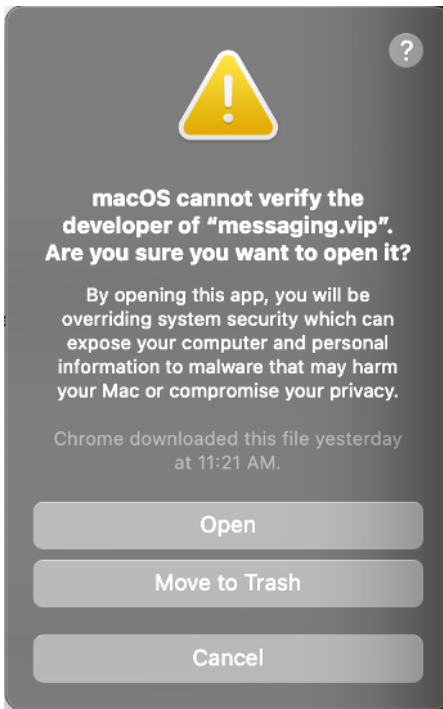 ?
macOS cannot verify the
developer of “messaging.vip”.
Are you sure you want to open it?
By opening this app, you will be
overriding system security which can
expose your computer and personal
information to malware that may harm
your Mac or compromise your privacy.
Chrome downloaded this file yesterday
at 11:21 AM.
Open
Move to Trash
Cancel